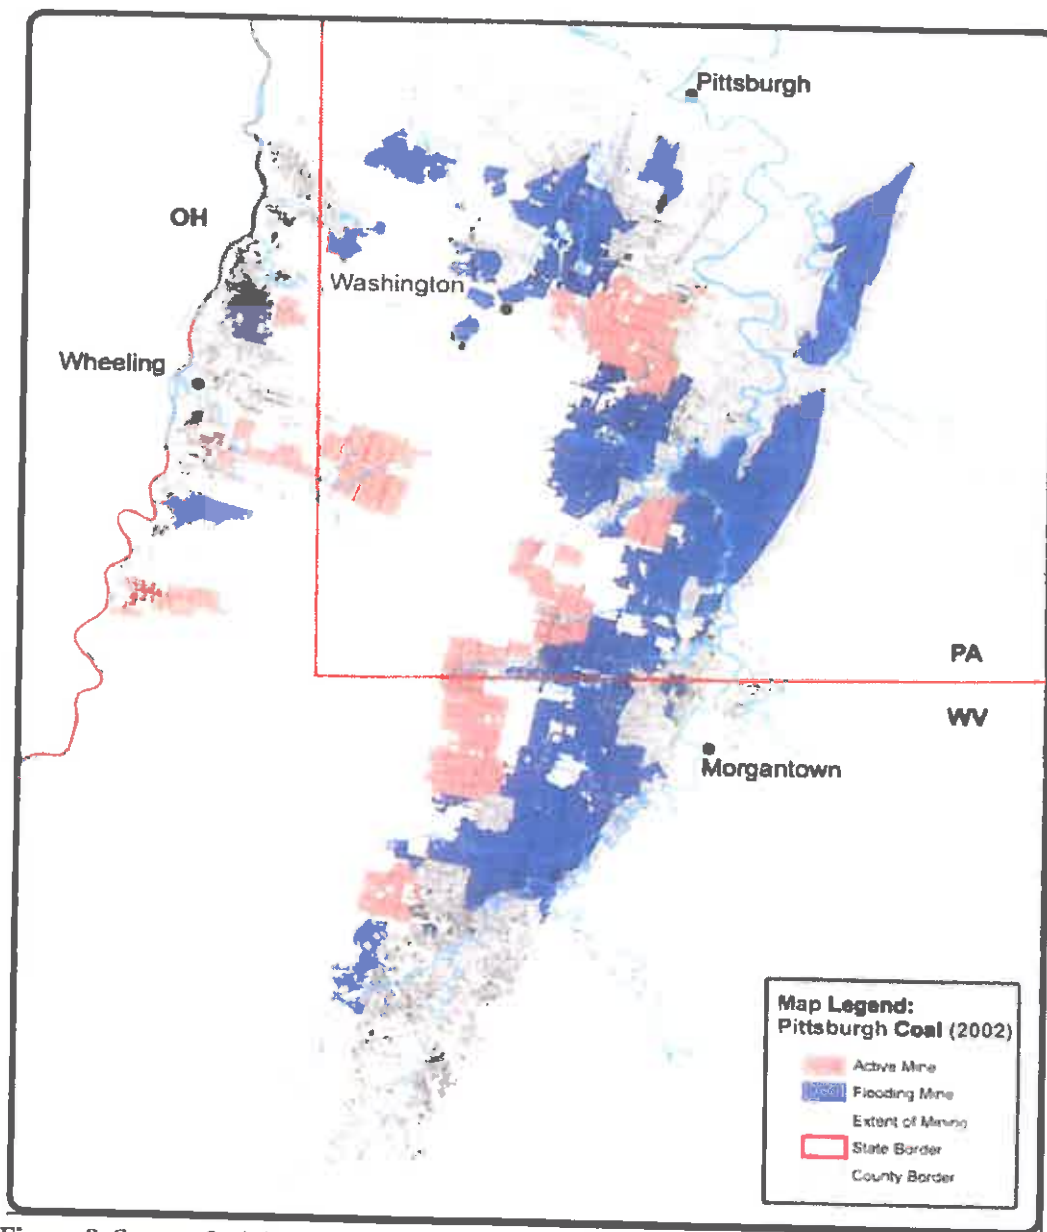 Pittsburgh
OH
Washington
Wheeling
PA
WV
Morgantown
Map Legend:
Pittsburgh Coal (2002)
Active Mine
Flooding Mine
Extent of Mining
State Border
County Border